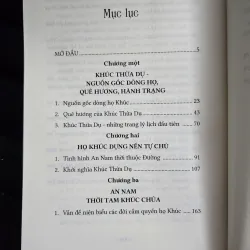 Mục lục
MỞ ĐẦU 5
Chương một
KHÚC THỪA DỤ -
NGUỒN GỐC DÒNG HỌ,
QUÊ HƯƠNG, HÀNH TRẠNG
1. Nguồn gốc dòng họ Khúc 23
2. Quê hương của Khúc Thừa Dụ 43
3. Khúc Thừa Dụ - những trang lý lịch đầu tiên 70
Chương hai
HỌ KHÚC DỰNG NỀN TỰ CHỦ
1. Tình hình An Nam thời thuộc Đường 91
2. Khởi nghĩa Khúc Thừa Dụ 107
Chương ba
AN NAM
THỜI TAM KHÚC CHÚA
1. Vấn đề niên biểu các đời cầm quyền họ Khúc 163